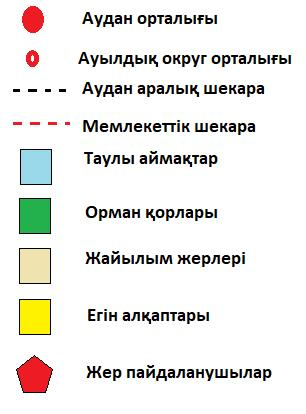 Аудан орталығы
Ауылдық округ орталығы
Аудан аралық шекара
Мемлекеттік шекара
Таулы аймақтар
Орман қорлары
Жайылым жерлері
Егін алқаптары
Жер пайдаланушылар